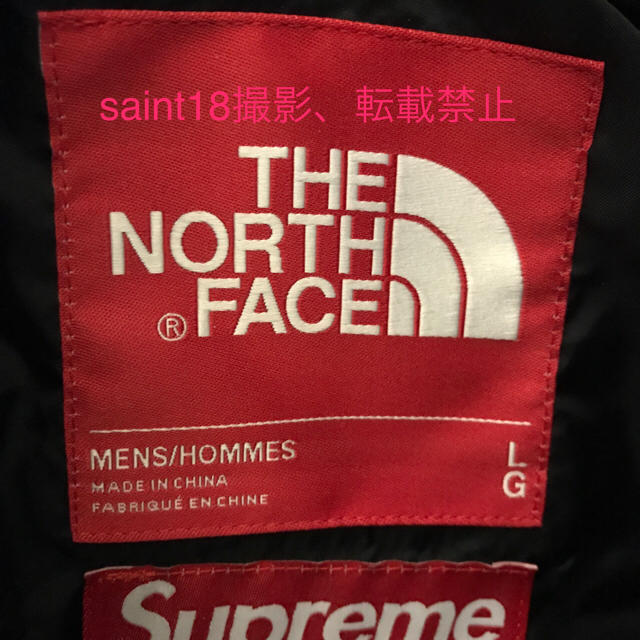 saint18撮影、転載禁止
THE
NORTH
® FACE
MENS/HOMMES L
MADE IN CHINA G
FABRIQUÉ EN CHINE
Supreme